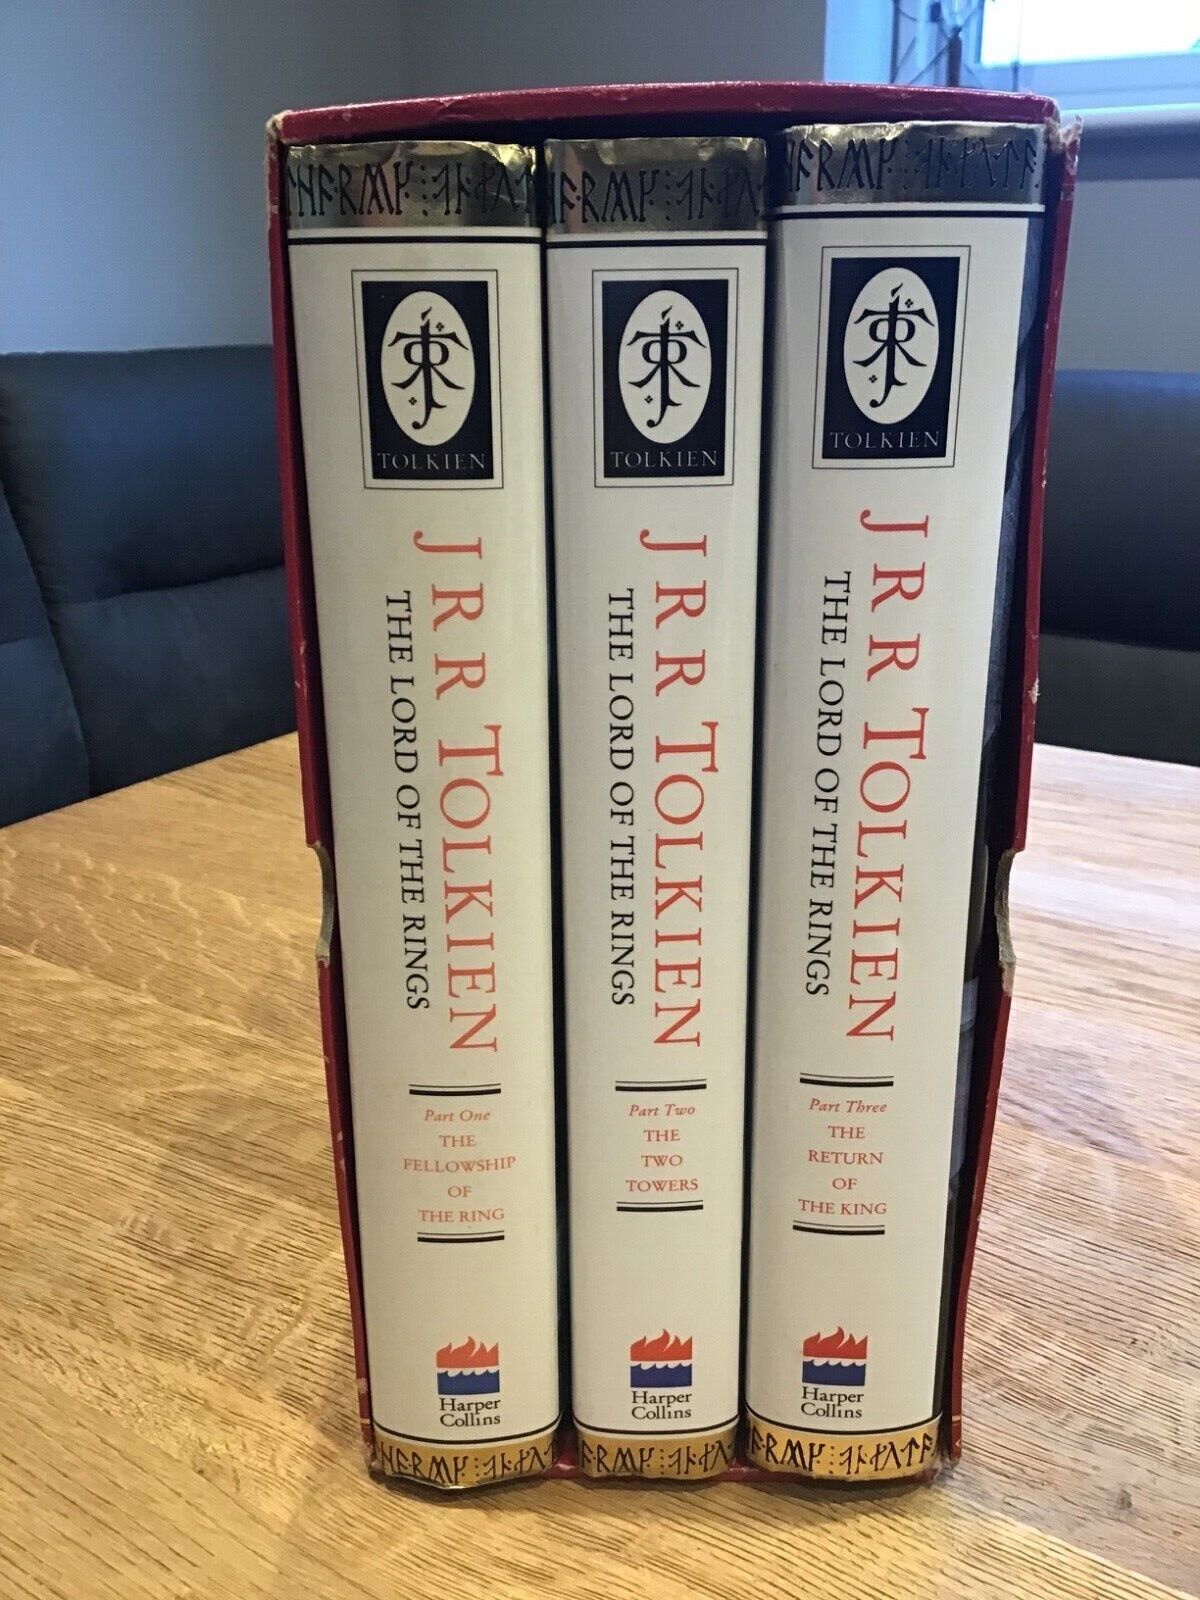 TOLKIEN
J R R TOLKIEN
THE LORD OF THE RINGS
Part One
THE
FELLOWSHIP
OF
THE RING
Harper
Collins
TOLKIEN
J R R TOLKIEN
THE LORD OF THE RINGS
Part Two
THE
TWO
TOWERS
Harper
Collins
TOLKIEN
J R R TOLKIEN
THE LORD OF THE RINGS
Part Three
THE
RETURN
OF
THE KING
Harper
Collins